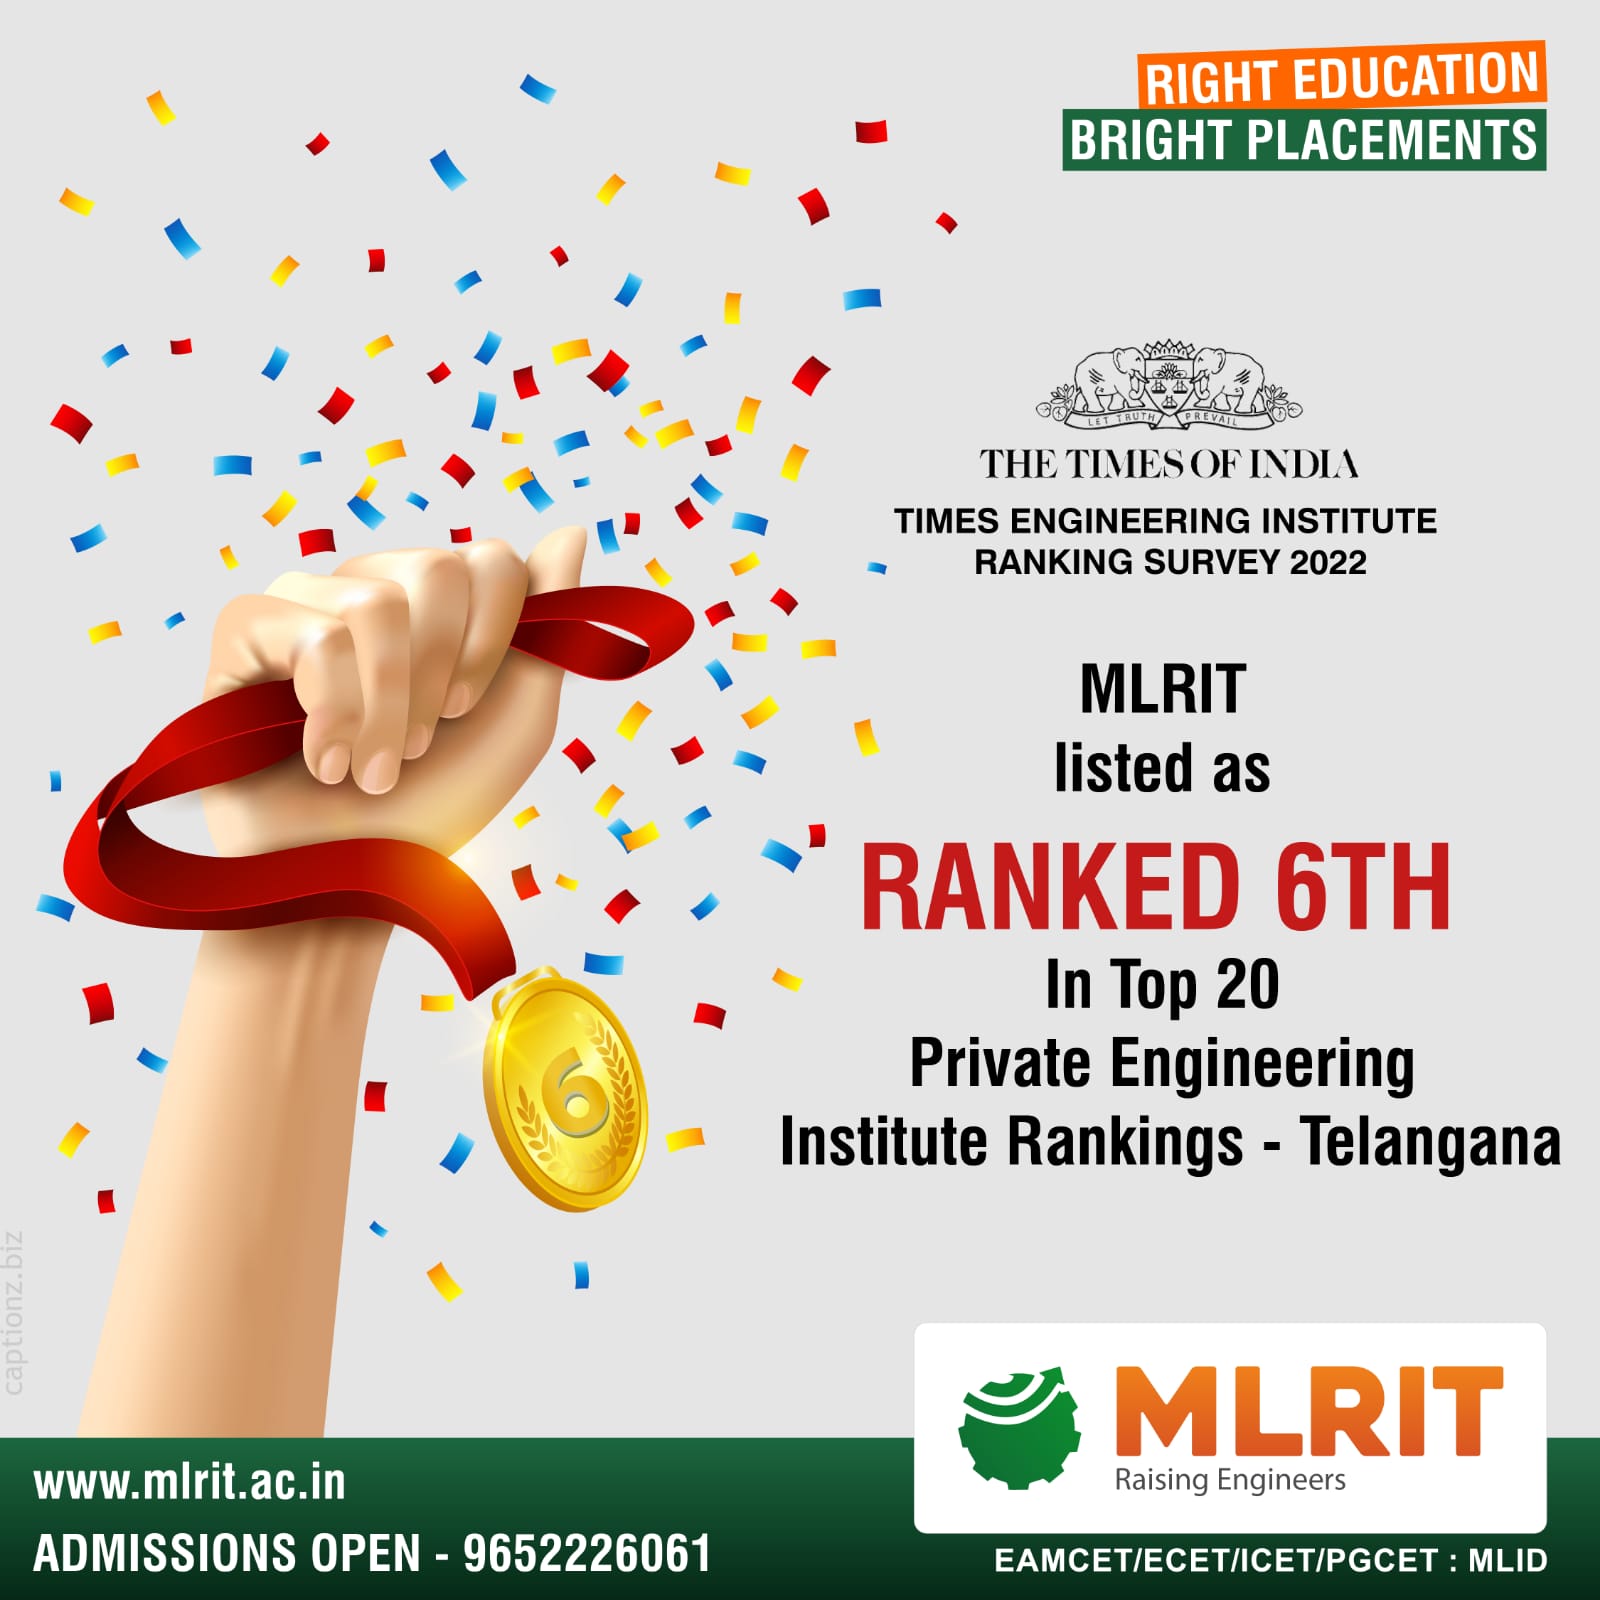 RIGHT EDUCATION
BRIGHT PLACEMENTS
LET TRUTH PREVAIL
THE TIMES OF INDIA
TIMES ENGINEERING INSTITUTE
RANKING SURVEY 2022
MLRIT
listed as
RANKED 6TH
In Top 20
Private Engineering
Institute Rankings - Telangana
6
captionz.biz
MLRIT
Raising Engineers
www.mlrit.ac.in
ADMISSIONS OPEN - 9652226061
EAMCET/ECET/ICET/PGCET : MLID